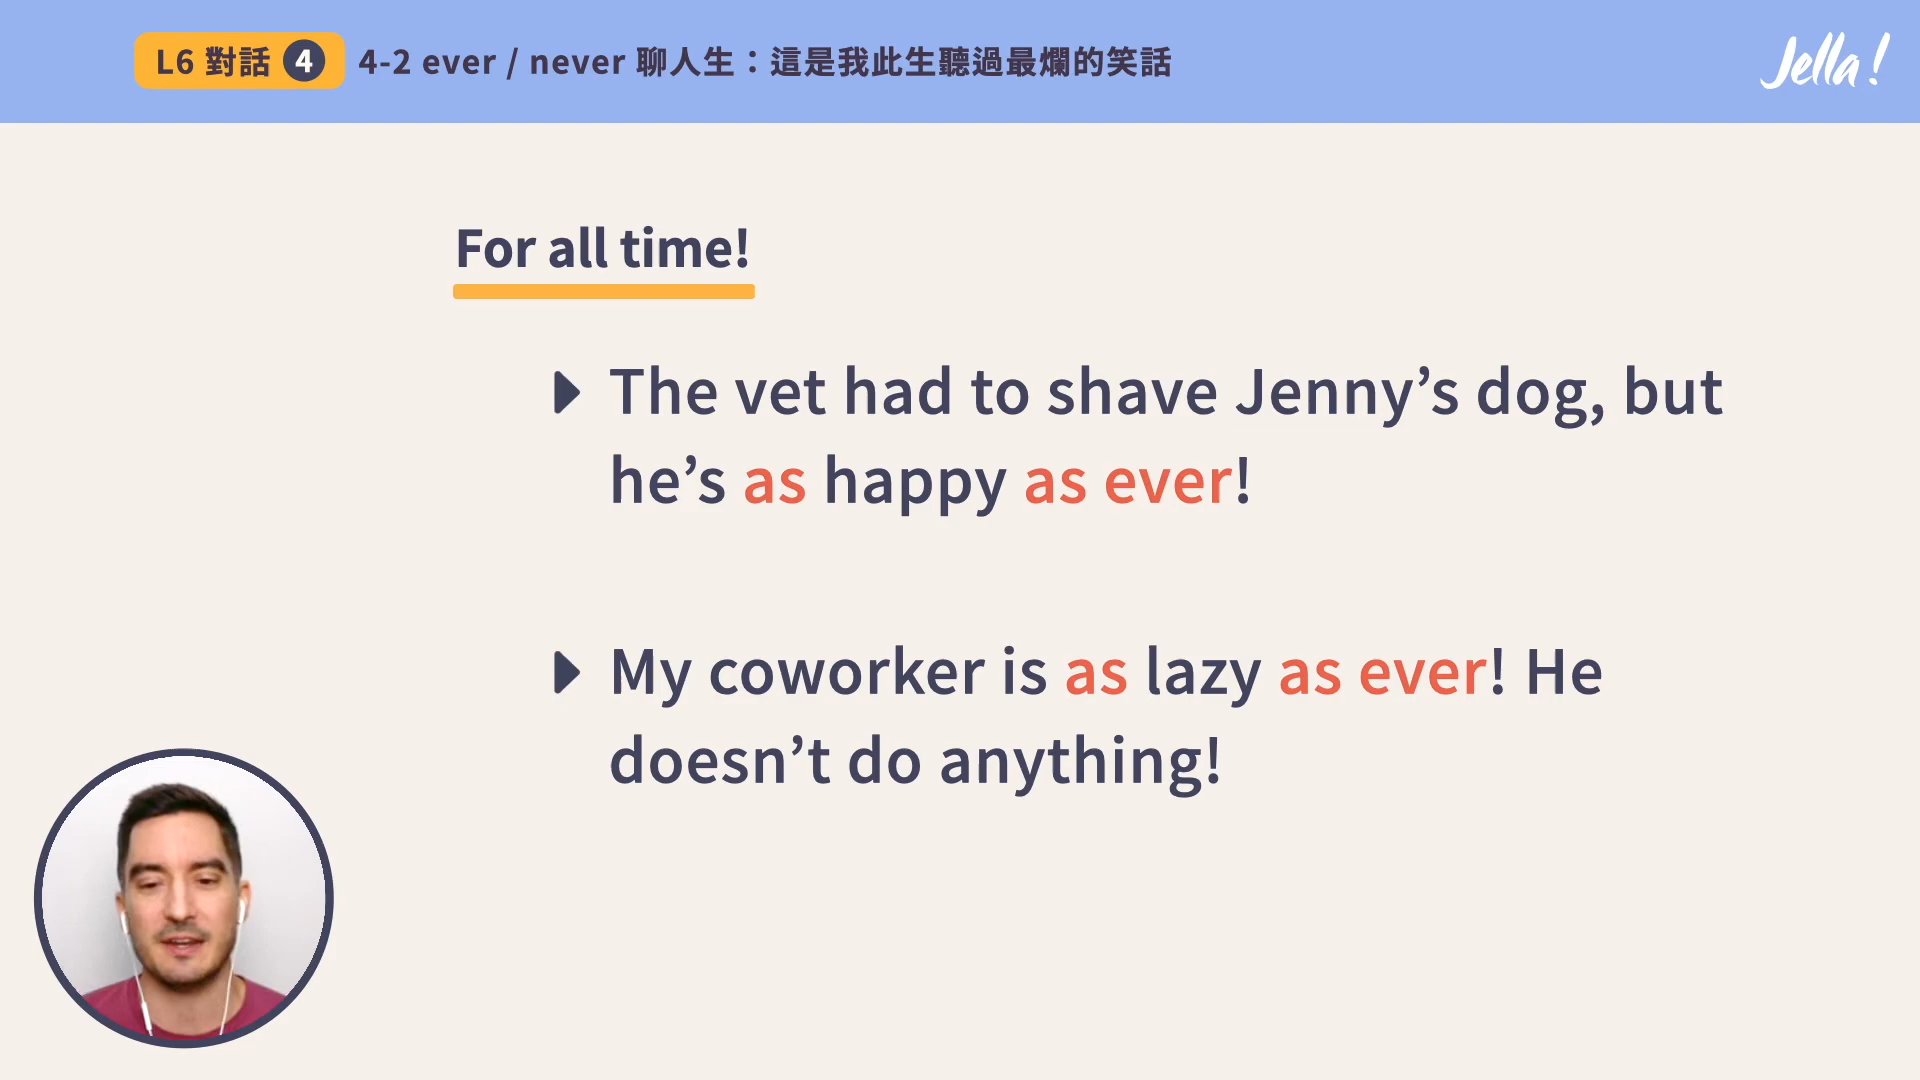 L6 對話 4 4-2 ever / never 聊人生：這是我此生聽過最爛的笑話
Jella!
For all time!
The vet had to shave Jenny’s dog, but
he’s as happy as ever!
My coworker is as lazy as ever! He
doesn’t do anything!